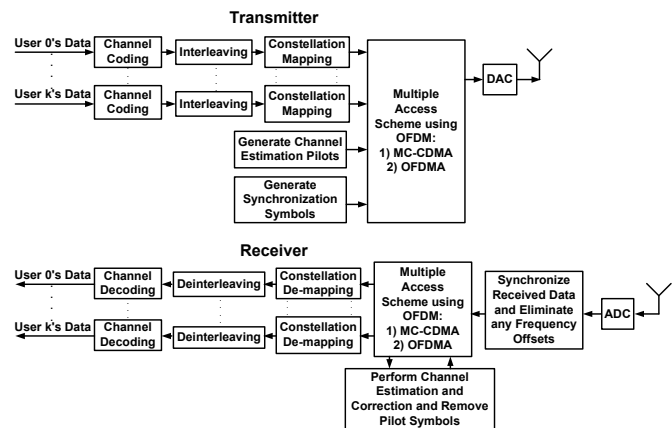 Transmitter
User 0's Data
Channel
Coding
Interleaving
Constellation
Mapping
User k's Data
Channel
Coding
Interleaving
Constellation
Mapping
Generate Channel
Estimation Pilots
Generate
Synchronization
Symbols
Multiple
Access
Scheme using
OFDM:
1) MC-CDMA
2) OFDMA
DAC
Receiver
User 0's Data
Channel
Decoding
Deinterleaving
Constellation
De-mapping
User k's Data
Channel
Decoding
Deinterleaving
Constellation
De-mapping
Multiple
Access
Scheme using
OFDM:
1) MC-CDMA
2) OFDMA
Synchronize
Received Data
and Eliminate
any Frequency
Offsets
ADC
Perform Channel
Estimation and
Correction and Remove
Pilot Symbols